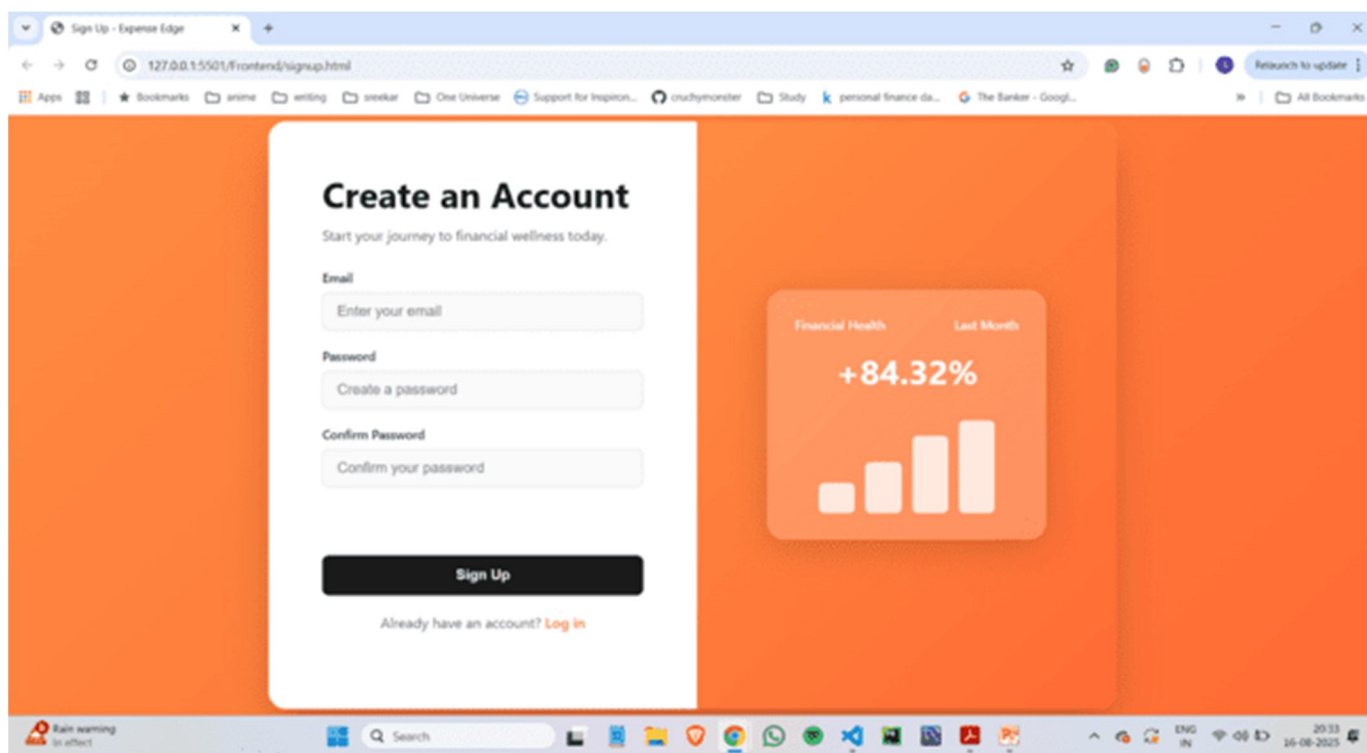 Sign Up - Expense Edge
127.0.0.1:5501/Frontend/signup.html
Relaunch to update
Apps Bookmarks anime writing sreekar One Universe Support for Inspiron... cruchymonster Study personal finance da... The Banker - Googl... All Bookmarks
Create an Account
Start your journey to financial wellness today.
Email
Enter your email
Password
Create a password
Confirm Password
Confirm your password
Sign Up
Already have an account? Log in
Financial Health Last Month
+84.32%
Rain warning
In effect
Search
ENG
IN
20:33
16-08-2025